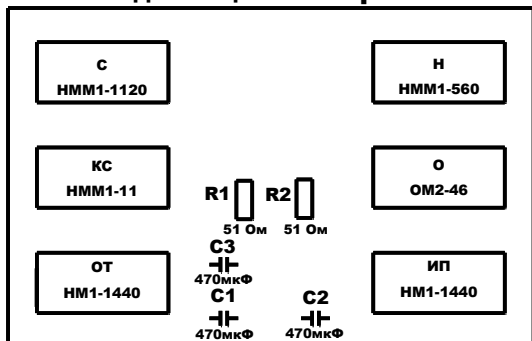 С
НММ1-1120
Н
НММ1-560
КС
НММ1-11
R1
R2
О
ОМ2-46
51 Ом
51 Ом
С3
470мкФ
ОТ
НМ1-1440
ИП
НМ1-1440
С1
С2
470мкФ
470мкФ